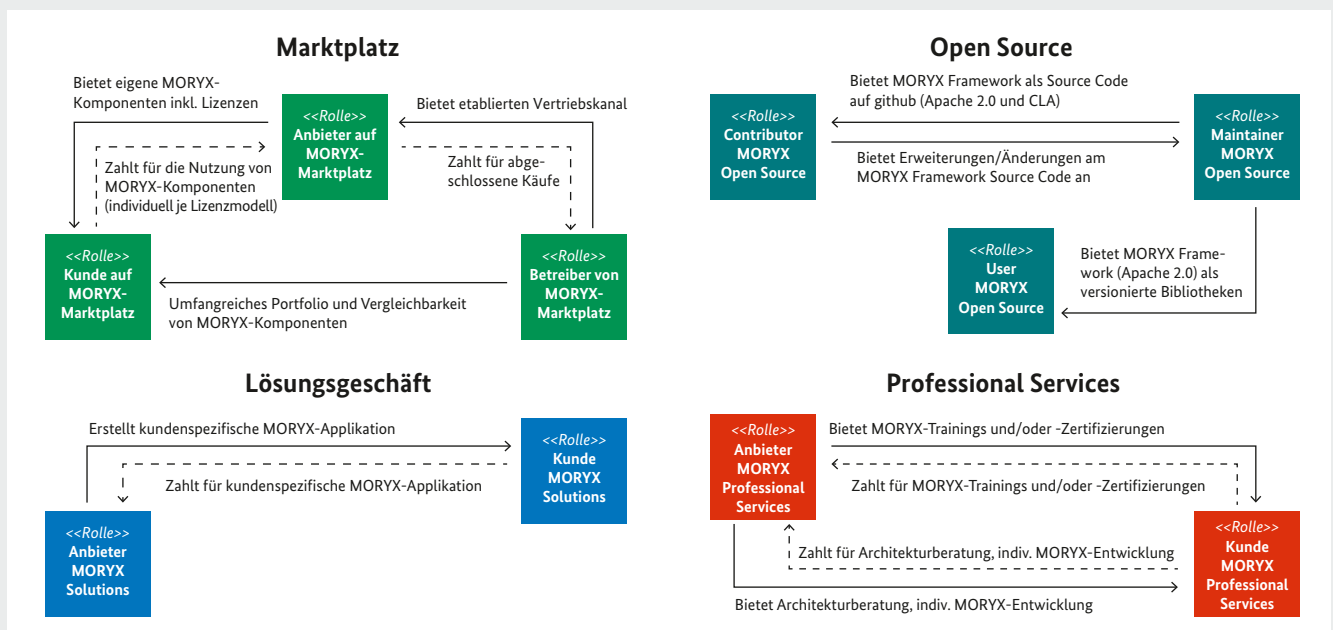 Marktplatz
Bietet eigene MORYX-
Komponenten inkl. Lizenzen
<<Rolle>>
Anbieter auf
MORYX-
Marktplatz
Bietet etablierten Vertriebskanal
Zahlt für die Nutzung von
MORYX-Komponenten
(individuell je Lizenzmodell)
Zahlt für abge-
schlossene Käufe
<<Rolle>>
Kunde auf
MORYX-
Marktplatz
<<Rolle>>
Betreiber von
MORYX-
Marktplatz
Umfangreiches Portfolio und Vergleichbarkeit
von MORYX-Komponenten
Open Source
Bietet MORYX Framework als Source Code
auf github (Apache 2.0 und CLA)
<<Rolle>>
Contributor
MORYX
Open Source
<<Rolle>>
Maintainer
MORYX
Open Source
Bietet Erweiterungen/Änderungen am
MORYX Framework Source Code an
<<Rolle>>
User
MORYX
Open Source
Bietet MORYX Frame-
work (Apache 2.0) als
versionierte Bibliotheken
Lösungsgeschäft
Erstellt kundenspezifische MORYX-Applikation
<<Rolle>>
Kunde
MORYX
Solutions
Zahlt für kundenspezifische MORYX-Applikation
<<Rolle>>
Anbieter
MORYX
Solutions
Professional Services
<<Rolle>>
Anbieter
MORYX
Professional
Services
Bietet MORYX-Trainings und/oder -Zertifizierungen
Zahlt für MORYX-Trainings und/oder -Zertifizierungen
<<Rolle>>
Kunde
MORYX
Professional
Services
Zahlt für Architekturberatung, indiv. MORYX-Entwicklung
Bietet Architekturberatung, indiv. MORYX-Entwicklung